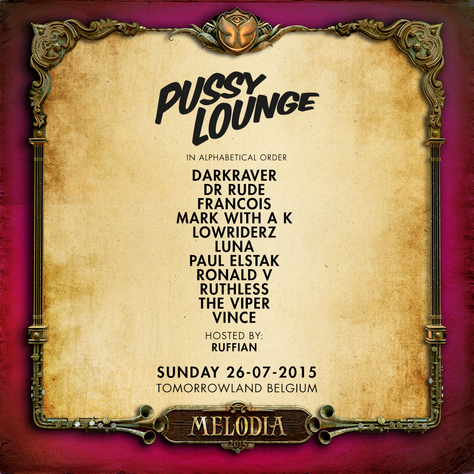 PUSSY
LOUNGE
IN ALPHABETICAL ORDER
DARKRAVER
DR RUDE
FRANCOIS
MARK WITH A K
LOWRIDERZ
LUNA
PAUL ELSTAK
RONALD V
RUTHLESS
THE VIPER
VINCE
HOSTED BY:
RUFFIAN
SUNDAY 26-07-2015
TOMORROWLAND BELGIUM
MELODIA
2015